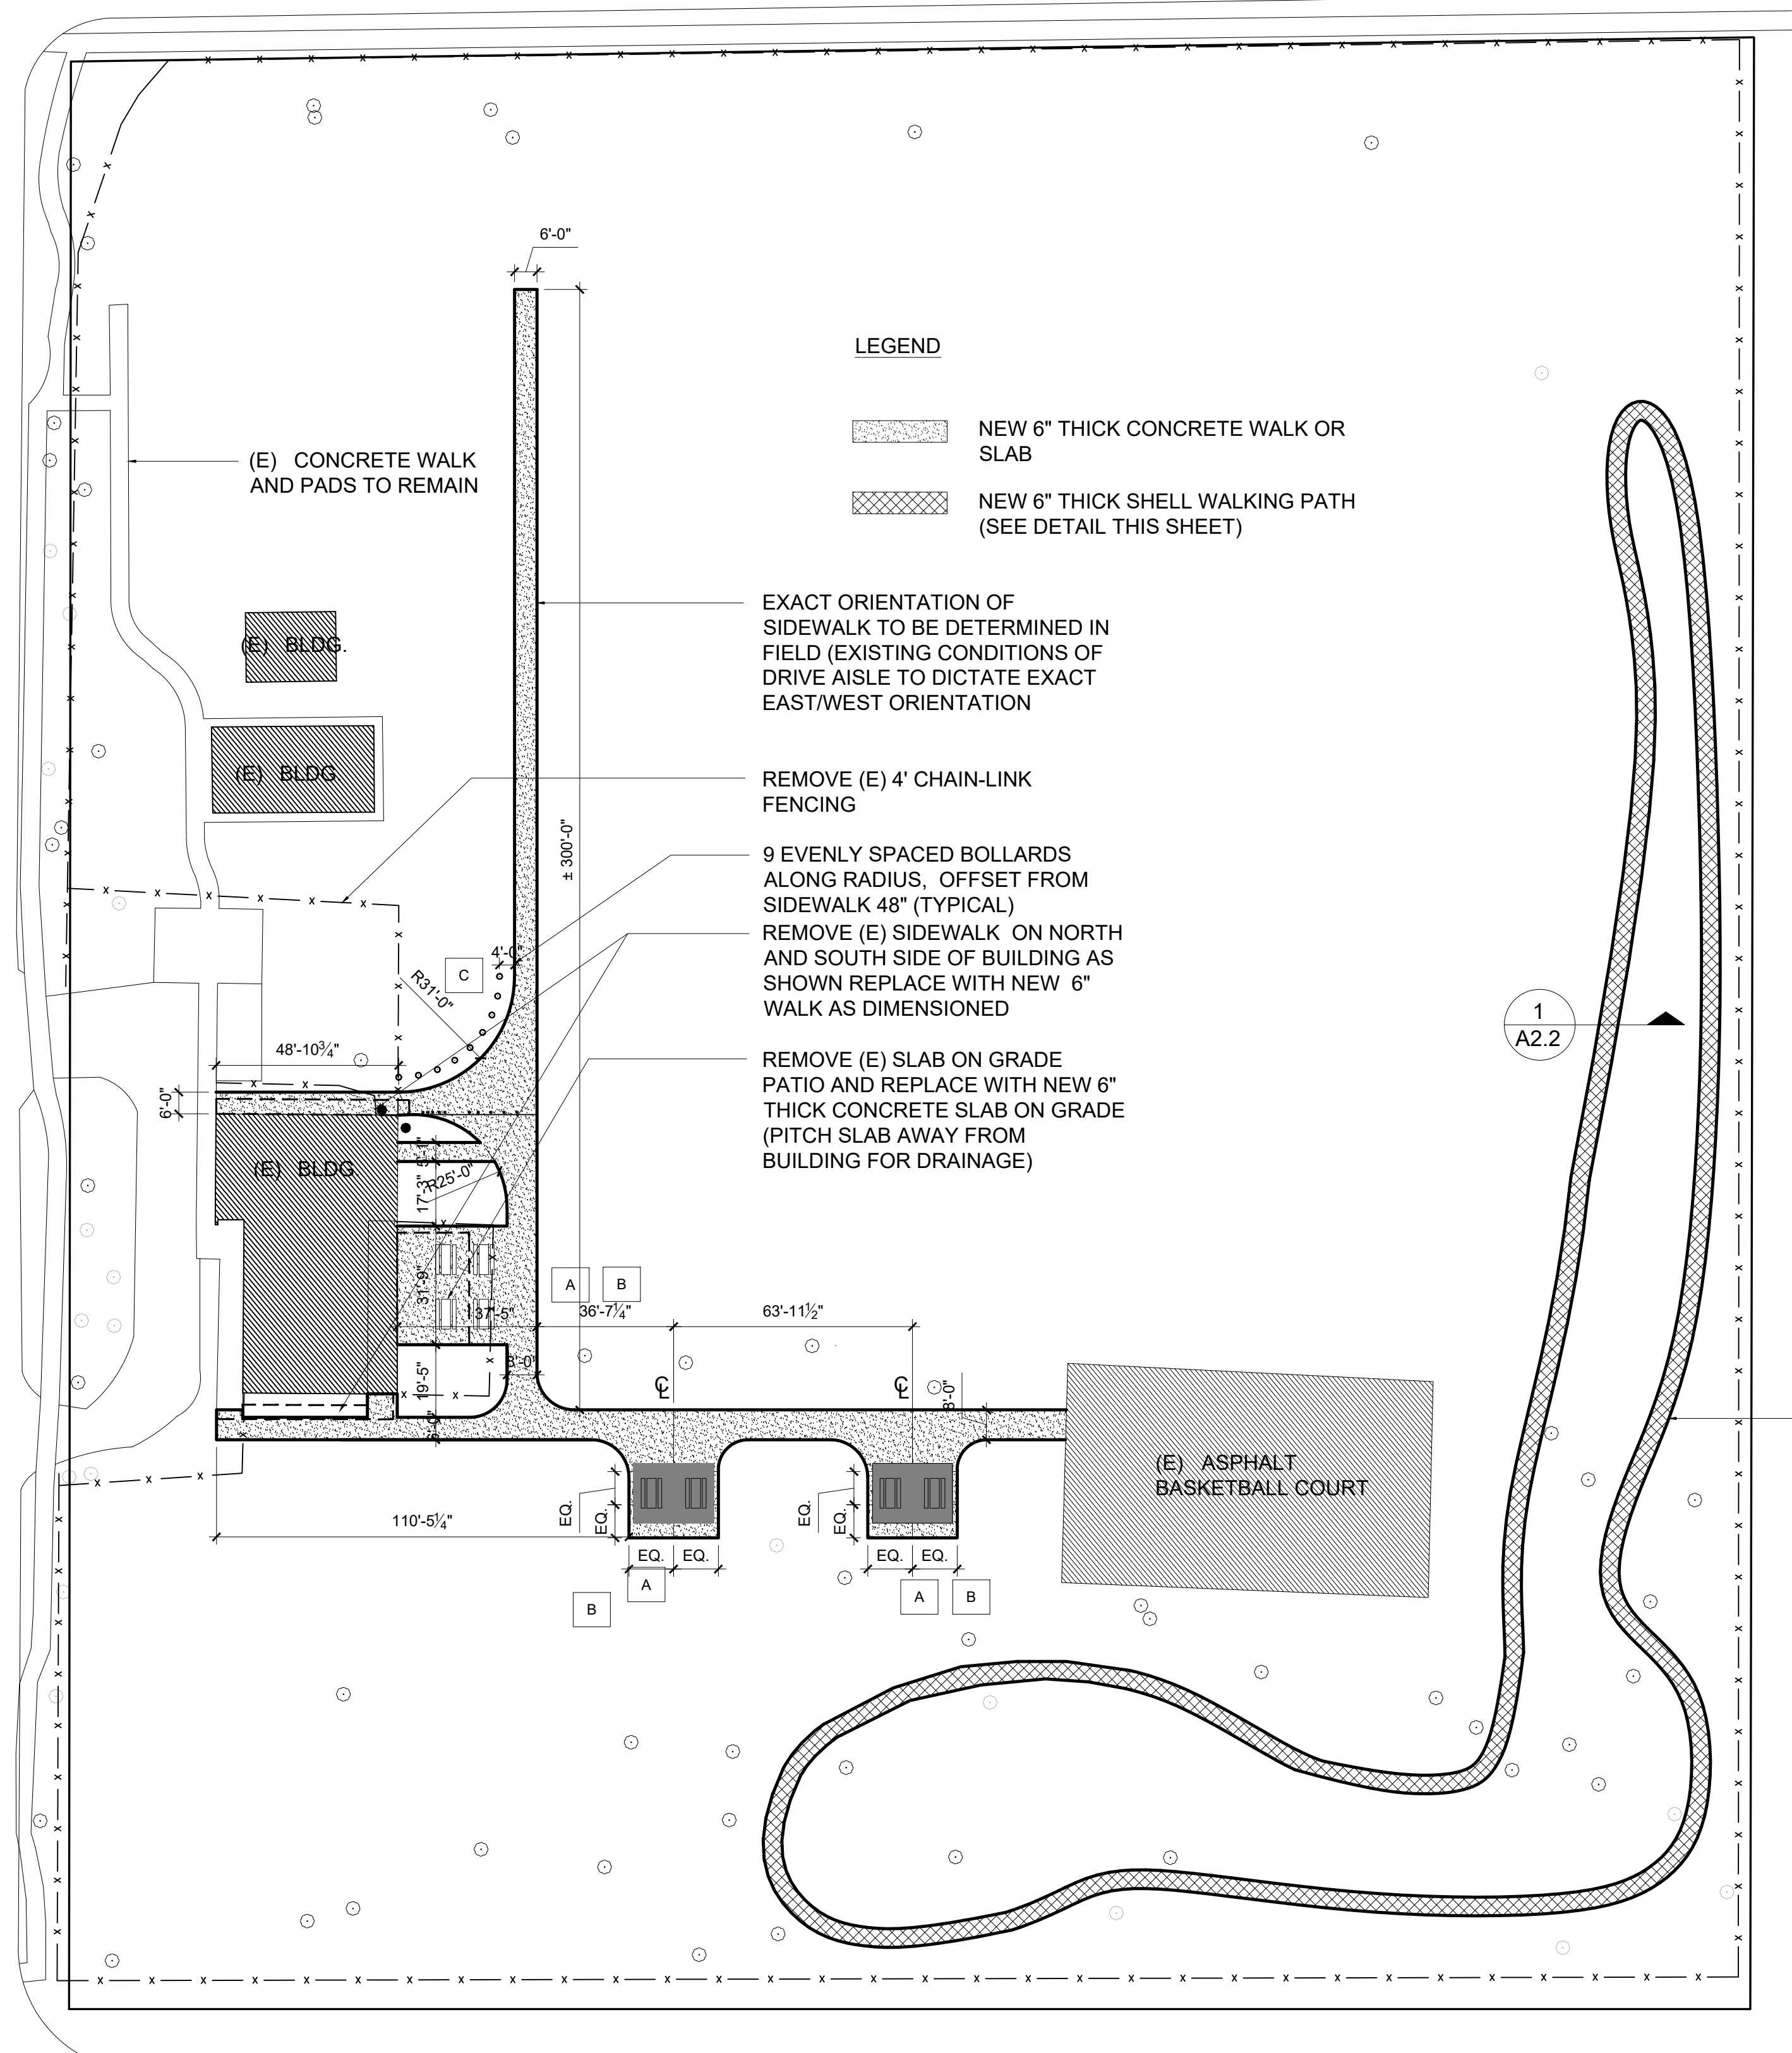 6'-0"
LEGEND
NEW 6" THICK CONCRETE WALK OR
SLAB
NEW 6" THICK SHELL WALKING PATH
(SEE DETAIL THIS SHEET)
(E) CONCRETE WALK
AND PADS TO REMAIN
EXACT ORIENTATION OF
SIDEWALK TO BE DETERMINED IN
FIELD (EXISTING CONDITIONS OF
DRIVE AISLE TO DICTATE EXACT
EAST/WEST ORIENTATION
(E) BLDG.
(E) BLDG
REMOVE (E) 4' CHAIN-LINK
FENCING
± 300'-0"
9 EVENLY SPACED BOLLARDS
ALONG RADIUS, OFFSET FROM
SIDEWALK 48" (TYPICAL)
REMOVE (E) SIDEWALK ON NORTH
AND SOUTH SIDE OF BUILDING AS
SHOWN REPLACE WITH NEW 6"
WALK AS DIMENSIONED
4'-0"
C
R31'-0"
1
A2.2
48'-10¾"
6'-0"
REMOVE (E) SLAB ON GRADE
PATIO AND REPLACE WITH NEW 6"
THICK CONCRETE SLAB ON GRADE
(PITCH SLAB AWAY FROM
BUILDING FOR DRAINAGE)
(E) BLDG
5'-1"
R25'-0"
17'-3"
31'-9"
A
B
37'-5"
36'-7¼"
63'-11½"
8'-0"
19'-5"
6'-0"
℄
℄
8'-0"
(E) ASPHALT
BASKETBALL COURT
110'-5¼"
EQ.
EQ.
EQ.
EQ.
EQ.
EQ.
EQ.
EQ.
A
B
A
B